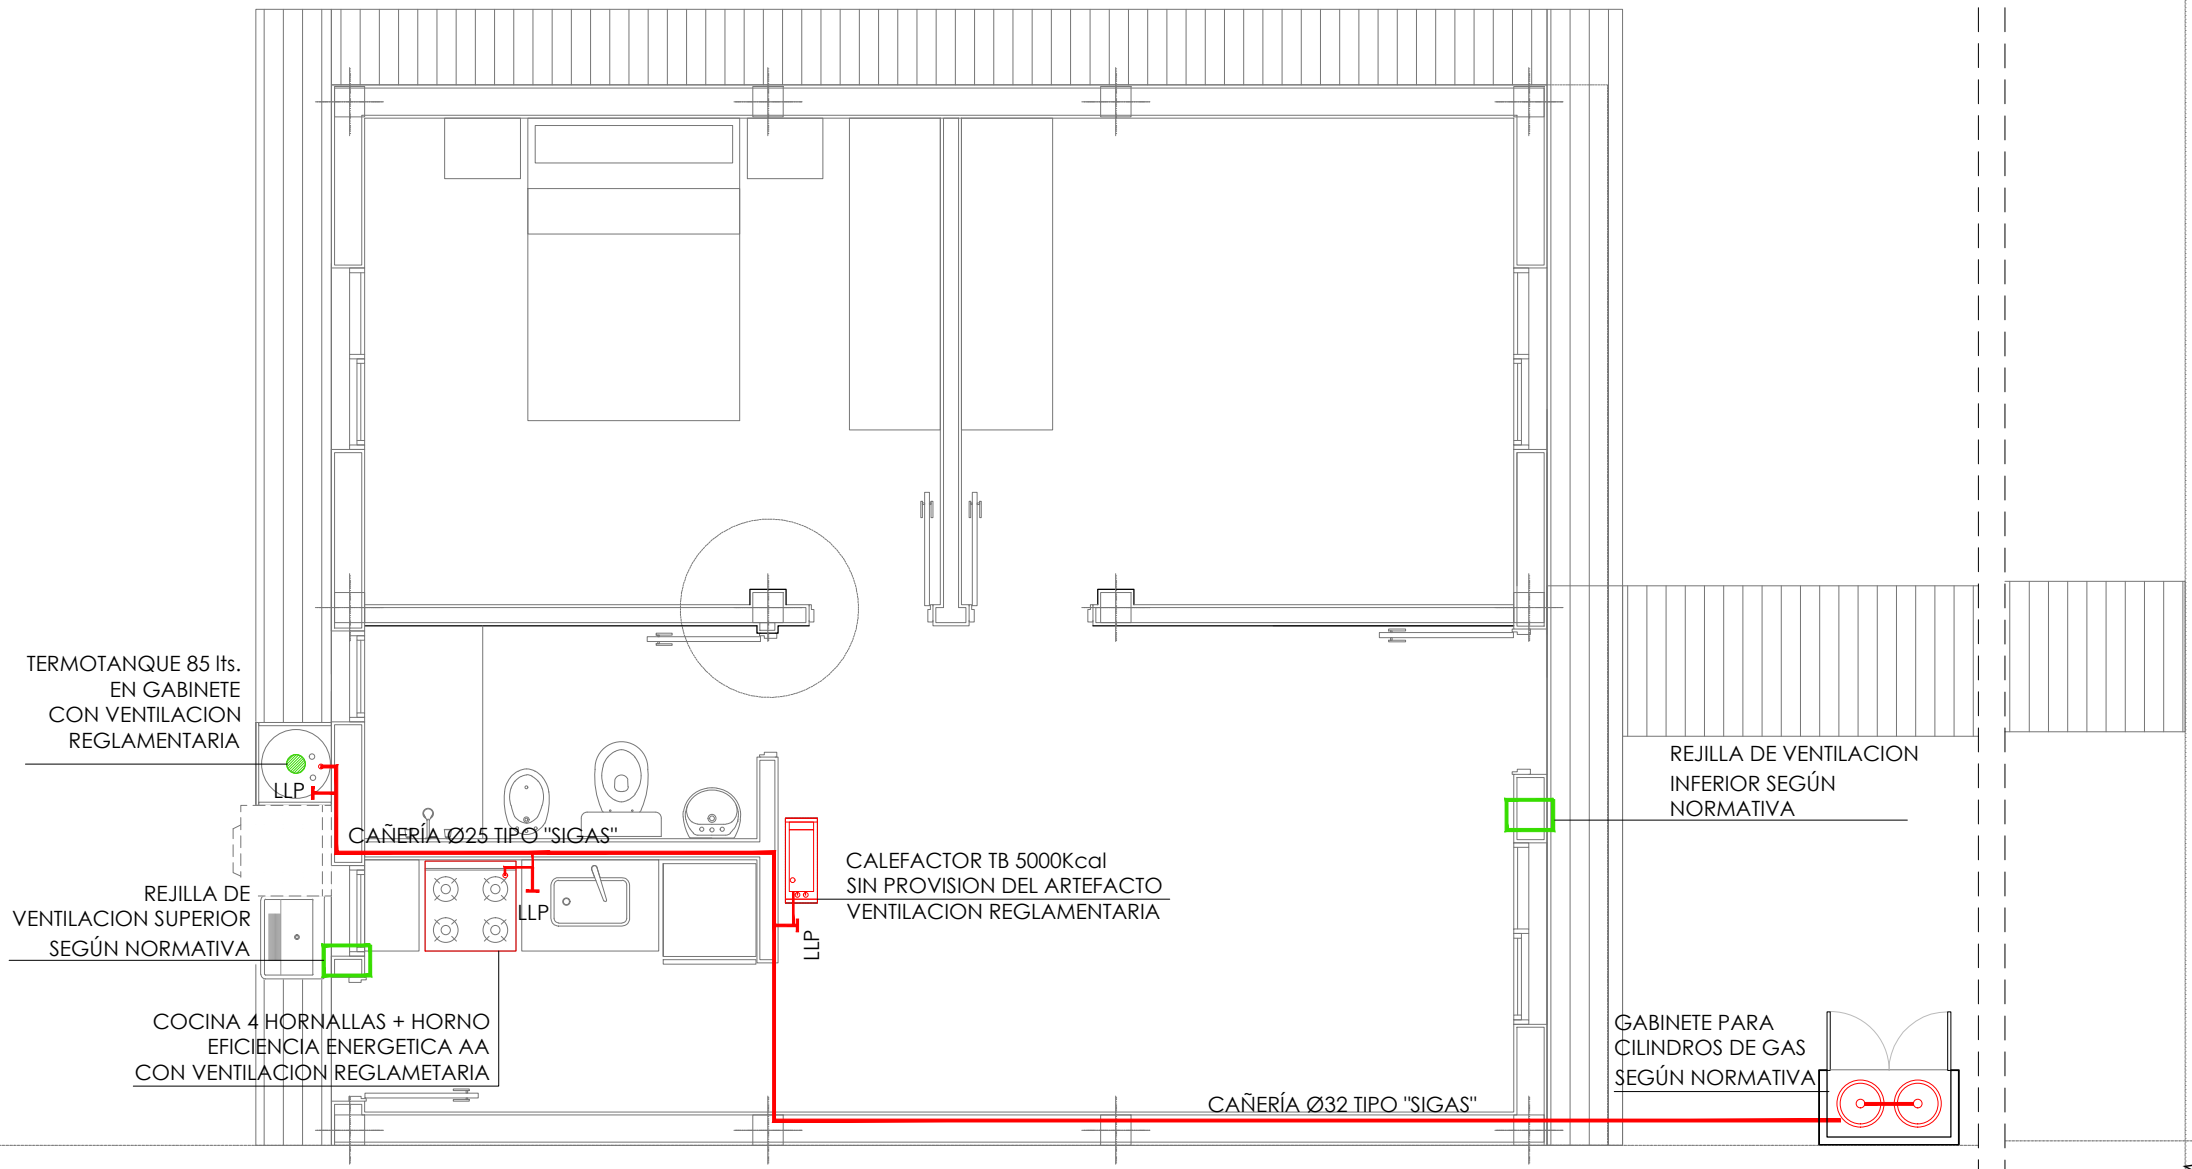 TERMOTANQUE 85 lts.
EN GABINETE
CON VENTILACION
REGLAMENTARIA
LLP
CAÑERÍA Ø25 TIPO "SIGAS"
REJILLA DE
VENTILACION SUPERIOR
SEGÚN NORMATIVA
LLP
CALEFACTOR TB 5000Kcal
SIN PROVISION DEL ARTEFACTO
VENTILACION REGLAMENTARIA
LLP
REJILLA DE VENTILACION
INFERIOR SEGÚN
NORMATIVA
COCINA 4 HORNALLAS + HORNO
EFICIENCIA ENERGETICA AA
CON VENTILACION REGLAMETARIA
GABINETE PARA
CILINDROS DE GAS
SEGÚN NORMATIVA
CAÑERÍA Ø32 TIPO "SIGAS"